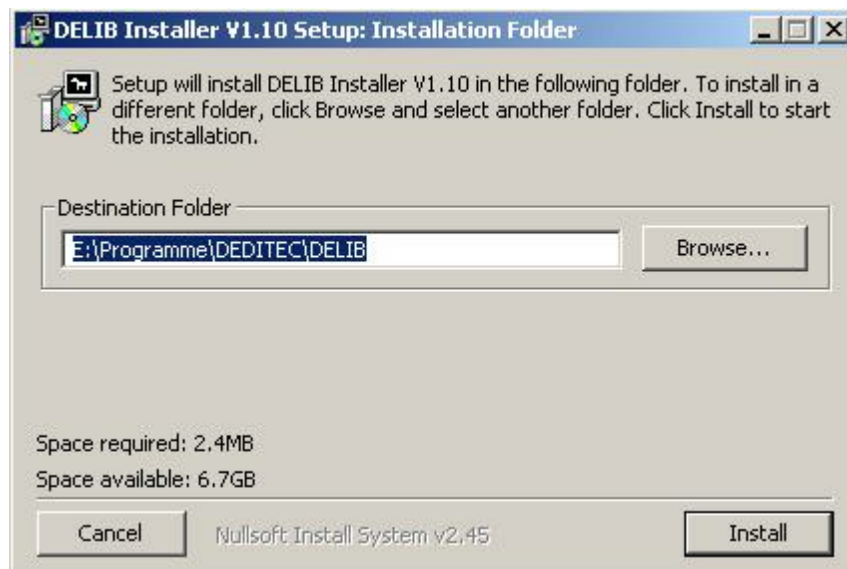 DELIB Installer V1.10 Setup: Installation Folder
Setup will install DELIB Installer V1.10 in the following folder. To install in a
different folder, click Browse and select another folder. Click Install to start
the installation.
Destination Folder
E:\Programme\DEDITEC\DELIB
Browse...
Space required: 2.4MB
Space available: 6.7GB
Cancel
Nullsoft Install System v2.45
Install